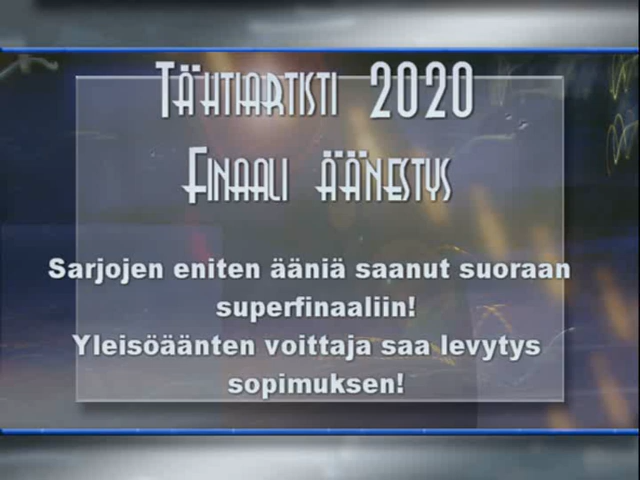 Tähtiartisti 2020
Finaali äänestys
Sarjojen eniten ääniä saanut suoraan
superfinaaliin!
Yleisöäänten voittaja saa levytys
sopimuksen!